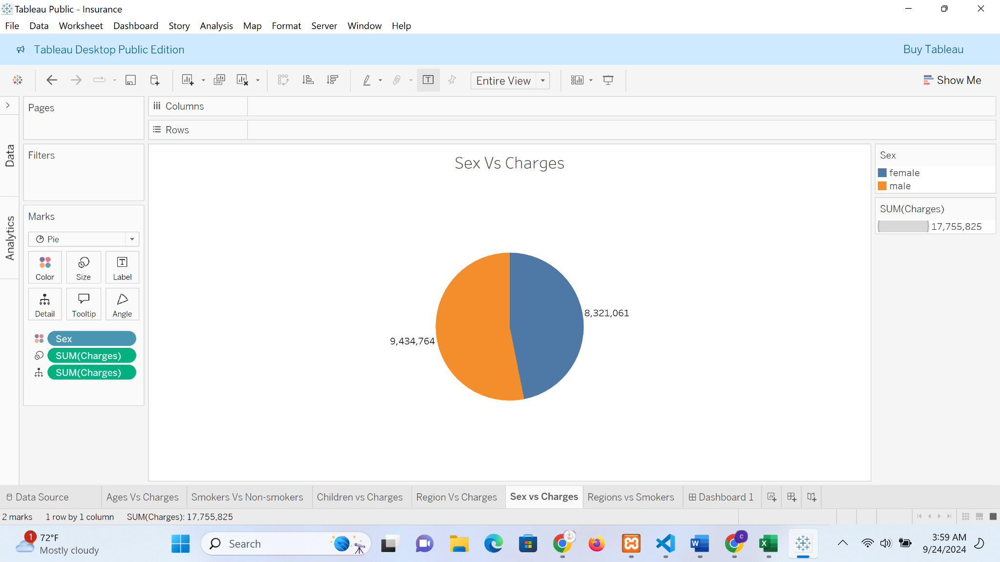 Tableau Public - Insurance
File Data Worksheet Dashboard Story Analysis Map Format Server Window Help
Tableau Desktop Public Edition
Buy Tableau
Entire View
Show Me
Pages
Columns
Rows
Data
Analytics
Filters
Marks
Pie
Color Size Label
Detail Tooltip Angle
Sex
SUM(Charges)
SUM(Charges)
Sex Vs Charges
8,321,061
9,434,764
Sex
female
male
SUM(Charges)
17,755,825
Data Source Ages Vs Charges Smokers Vs Non-smokers Children vs Charges Region Vs Charges Sex vs Charges Regions vs Smokers Dashboard 1
2 marks 1 row by 1 column SUM(Charges): 17,755,825
1
72°F
Mostly cloudy
Search
W
C
X
3:59 AM
9/24/2024